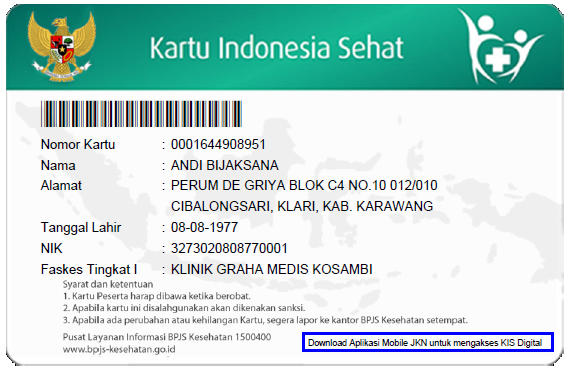 Kartu Indonesia Sehat
Nomor Kartu : 0001644908951
Nama : ANDI BIJAKSANA
Alamat : PERUM DE GRIYA BLOK C4 NO.10 012/010
CIBALONGSARI, KLARI, KAB. KARAWANG
Tanggal Lahir : 08-08-1977
NIK : 3273020808770001
Faskes Tingkat I : KLINIK GRAHA MEDIS KOSAMBI
Syarat dan ketentuan
1. Kartu Peserta harap dibawa ketika berobat.
2. Apabila kartu ini disalahgunakan akan dikenakan sanksi.
3. Apabila ada perubahan atau kehilangan Kartu, segera lapor ke kantor BPJS Kesehatan setempat.
Pusat Layanan Informasi BPJS Kesehatan 1500400
www.bpjs-kesehatan.go.id
Download Aplikasi Mobile JKN untuk mengakses KIS Digital